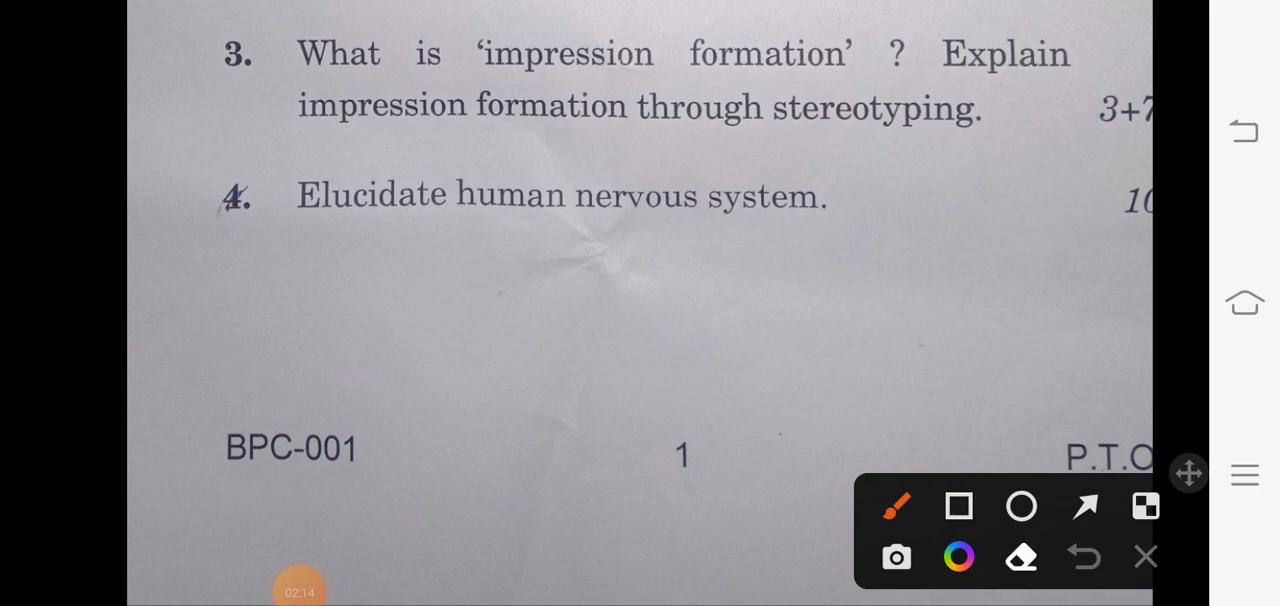 3. What is ‘impression formation’ ? Explain
impression formation through stereotyping. 3+7
4. Elucidate human nervous system. 10
BPC-001 1 P.T.O
02:14